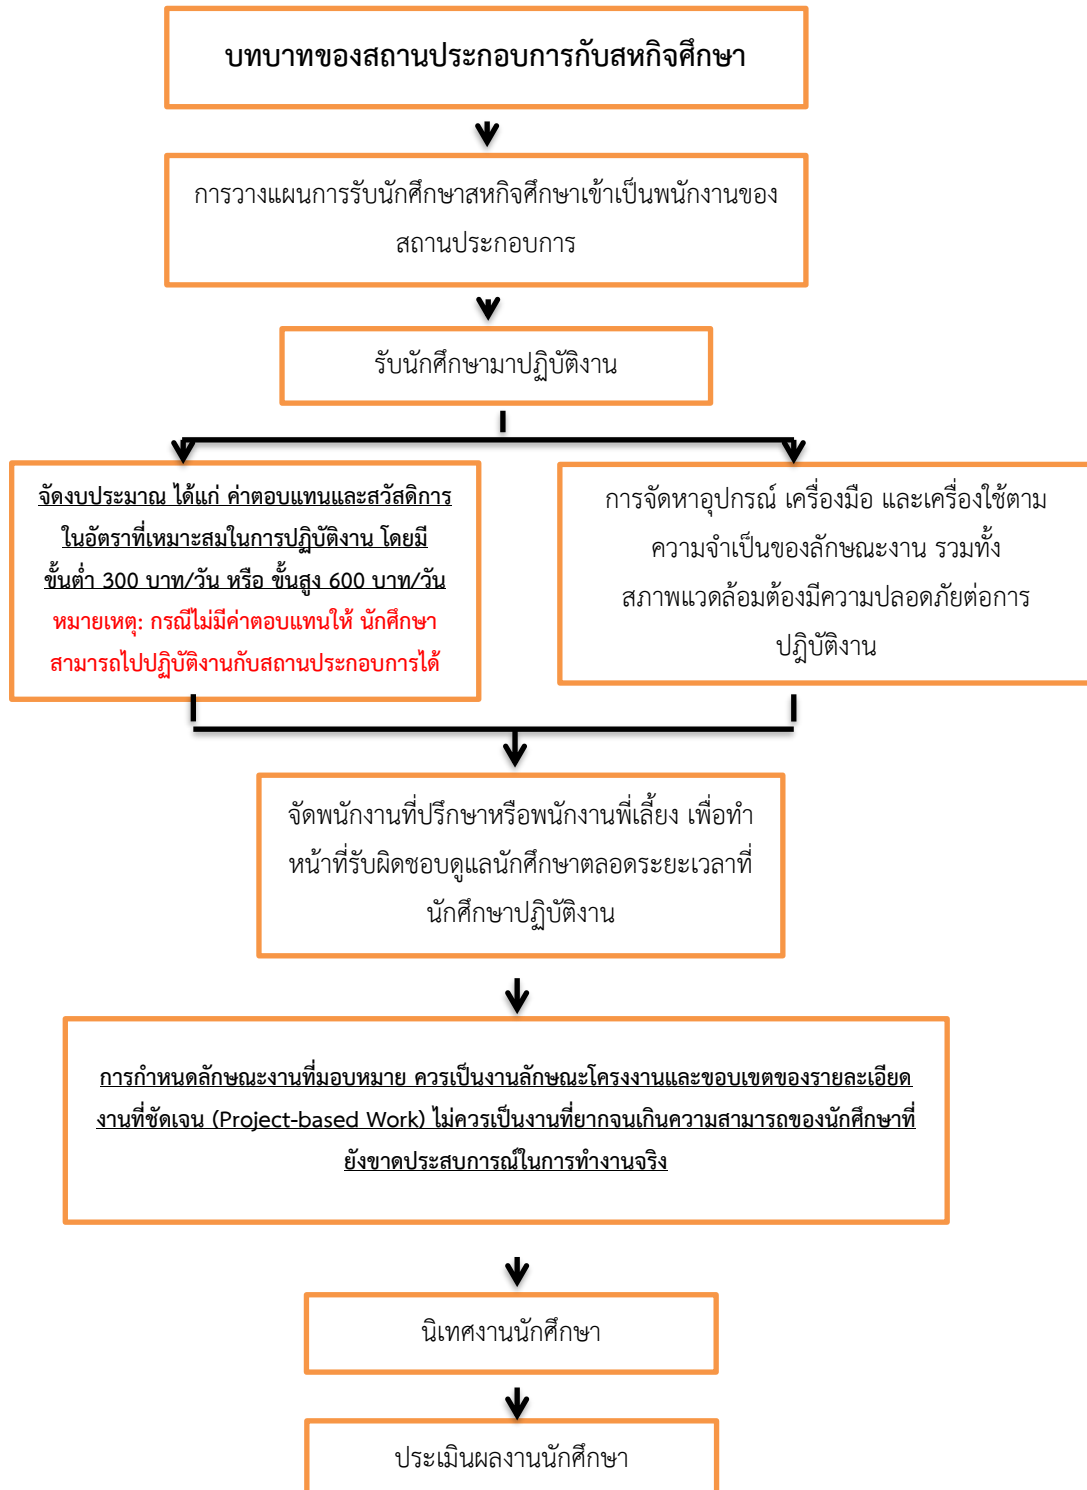 บทบาทของสถานประกอบการกับสหกิจศึกษา
การวางแผนการรับนักศึกษาสหกิจศึกษาเข้าเป็นพนักงานของ
สถานประกอบการ
รับนักศึกษามาปฏิบัติงาน
จัดงบประมาณ ได้แก่ ค่าตอบแทนและสวัสดิการ
ในอัตราที่เหมาะสมในการปฏิบัติงาน โดยมี
ขั้นต่ำ 300 บาท/วัน หรือ ขั้นสูง 600 บาท/วัน
หมายเหตุ: กรณีไม่มีค่าตอบแทนให้ นักศึกษา
สามารถไปปฏิบัติงานกับสถานประกอบการได้
การจัดหาอุปกรณ์ เครื่องมือ และเครื่องใช้ตาม
ความจำเป็นของลักษณะงาน รวมทั้ง
สภาพแวดล้อมต้องมีความปลอดภัยต่อการ
ปฎิบัติงาน
จัดพนักงานที่ปรึกษาหรือพนักงานพี่เลี้ยง เพื่อทำ
หน้าที่รับผิดชอบดูแลนักศึกษาตลอดระยะเวลาที่
นักศึกษาปฏิบัติงาน
การกำหนดลักษณะงานที่มอบหมาย ควรเป็นงานลักษณะโครงงานและขอบเขตของรายละเอียด
งานที่ชัดเจน (Project-based Work) ไม่ควรเป็นงานที่ยากจนเกินความสามารถของนักศึกษาที่
ยังขาดประสบการณ์ในการทำงานจริง
นิเทศงานนักศึกษา
ประเมินผลงานนักศึกษา